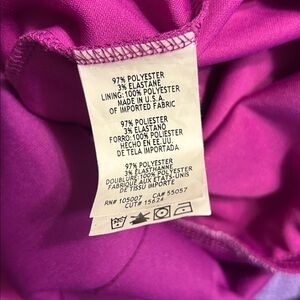 97% POLYESTER
3% ELASTANE
LINING:100% POLYESTER
MADE IN U.S.A.
OF IMPORTED FABRIC
97% POLIESTER
3% ELASTANO
FORRO:100% POLIESTER
HECHO EN EE. UU.
DE TELA IMPORTADA
97% POLYESTER
3% ELASTHANNE
DOUBLURE:100% POLYESTER
FABRIQUÉ AUX ETATS-UNIS
DE TISSU IMPORTE
RN# 105007 CA# 55057
CUT# 15624